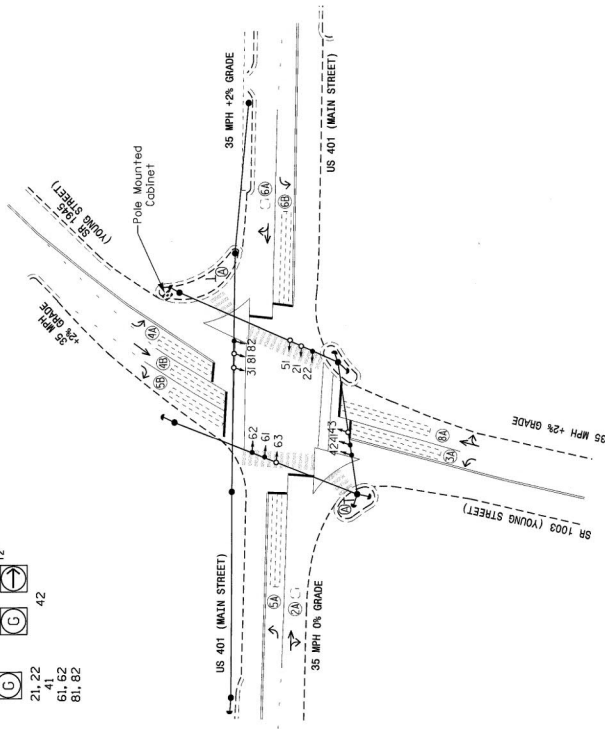 SR 1945
(YOUNG STREET)
Pole Mounted
Cabinet
35 MPH +2% GRADE
35 MPH
+2% GRADE
4A
4B
5B
A
6A
6B
US 401 (MAIN STREET)
31 81 82
51
21
22
62
61
63
42 41 43
US 401 (MAIN STREET)
5A
2A
35 MPH 0% GRADE
A
8A
3A
35 MPH +2% GRADE
SR 1003 (YOUNG STREET)
G
42
G
21, 22
41
61, 62
81, 82